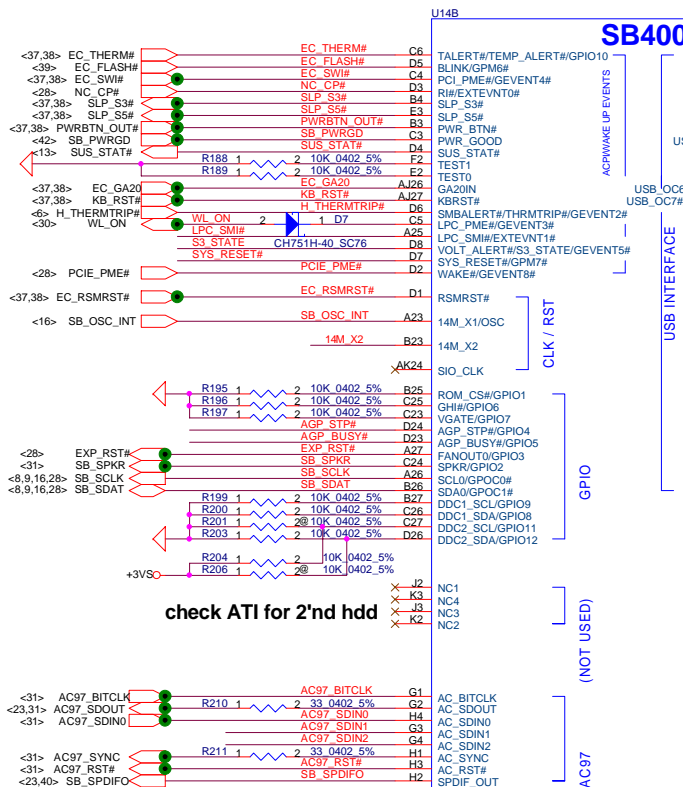 U14B
SB400
<37,38> EC_THERM# EC_THERM# C6 TALERT#/TEMP_ALERT#/GPIO10
<39> EC_FLASH# EC_FLASH# D5 BLINK/GPM6#
<37,38> EC_SWI# EC_SWI# C4 PCI_PME#/GEVENT4#
<28> NC_CP# NC_CP# D3 RI#/EXTEVNT0#
<37,38> SLP_S3# SLP_S3# B4 SLP_S3#
<37,38> SLP_S5# SLP_S5# E3 SLP_S5#
<37,38> PWRBTN_OUT# PWRBTN_OUT# B3 PWR_BTN#
<42> SB_PWRGD SB_PWRGD C3 PWR_GOOD
<13> SUS_STAT# SUS_STAT# D4 SUS_STAT#
R188 1 2 10K_0402_5% F2 TEST1
R189 1 2 10K_0402_5% E2 TEST0
<37,38> EC_GA20 EC_GA20 AJ26 GA20IN
<37,38> KB_RST# KB_RST# AJ27 KBRST#
<6> H_THERMTRIP# H_THERMTRIP# D6 SMBALERT#/THRMTRIP#/GEVENT2#
<30> WL_ON WL_ON 2 1 D7 C5 LPC_PME#/GEVENT3#
CH751H-40_SC76
LPC_SMI# A25 LPC_SMI#/EXTEVNT1#
S3_STATE D8 VOLT_ALERT#/S3_STATE/GEVENT5#
SYS_RESET# D7 SYS_RESET#/GPM7#
<28> PCIE_PME# PCIE_PME# D2 WAKE#/GEVENT8#
ACPI/WAKE UP EVENTS
US
USB_OC6
USB_OC7#
USB INTERFACE
<37,38> EC_RSMRST# EC_RSMRST# D1 RSMRST#
<16> SB_OSC_INT SB_OSC_INT A23 14M_X1/OSC
14M_X2 B23 14M_X2
AK24 SIO_CLK
CLK / RST
R195 1 2 10K_0402_5% B25 ROM_CS#/GPIO1
R196 1 2 10K_0402_5% C25 GHI#/GPIO6
R197 1 2 10K_0402_5% C23 VGATE/GPIO7
AGP_STP# D24 AGP_STP#/GPIO4
AGP_BUSY# D23 AGP_BUSY#/GPIO5
<28> EXP_RST# EXP_RST# A27 FANOUT0/GPIO3
<31> SB_SPKR SB_SPKR C24 SPKR/GPIO2
<8,9,16,28> SB_SCLK SB_SCLK A26 SCL0/GPOC0#
<8,9,16,28> SB_SDAT SB_SDAT B26 SDA0/GPOC1#
R199 1 2 10K_0402_5% B27 DDC1_SCL/GPIO9
R200 1 2 10K_0402_5% C26 DDC1_SDA/GPIO8
R201 1 2@ 10K_0402_5% C27 DDC2_SCL/GPIO11
R203 1 2 10K_0402_5% D26 DDC2_SDA/GPIO12
GPIO
R204 1 2 10K_0402_5%
+3VS R206 1 2@ 10K_0402_5%
check ATI for 2'nd hdd
J2 NC1
K3 NC4
J3 NC3
K2 NC2
(NOT USED)
<31> AC97_BITCLK AC97_BITCLK G1 AC_BITCLK
<23,31> AC97_SDOUT R210 1 2 33_0402_5% G2 AC_SDOUT
<31> AC97_SDIN0 AC97_SDIN0 H4 AC_SDIN0
AC97_SDIN1 G3 AC_SDIN1
AC97_SDIN2 G4 AC_SDIN2
<31> AC97_SYNC R211 1 2 33_0402_5% H1 AC_SYNC
<31> AC97_RST# AC97_RST# H3 AC_RST#
<23,40> SB_SPDIFO SB_SPDIFO H2 SPDIF_OUT
AC97